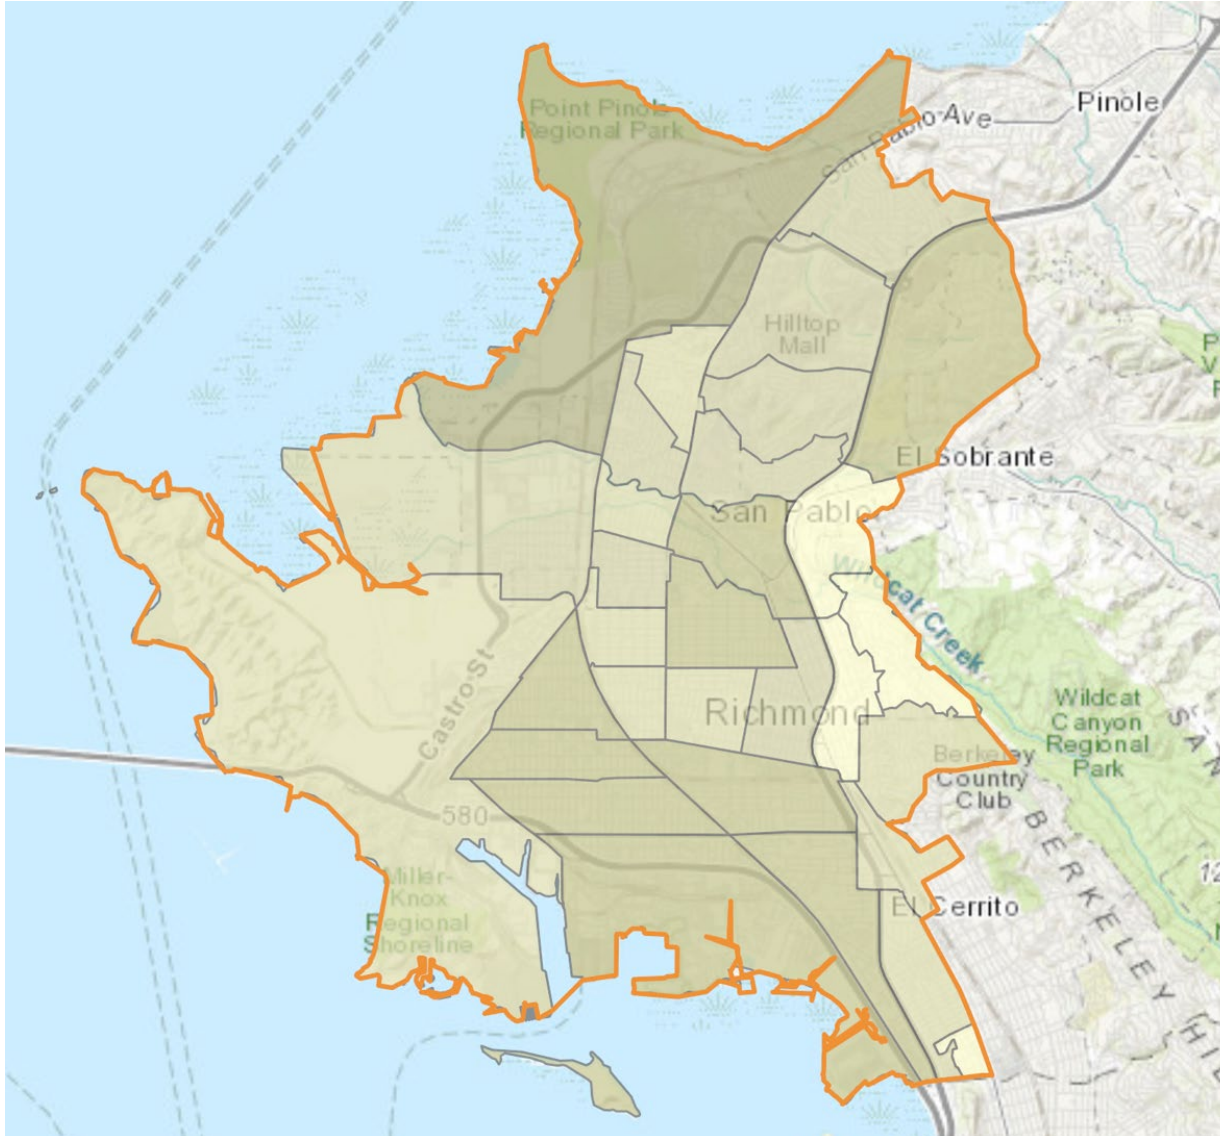 Point Pinole
Regional Park
San Pablo Ave
Pinole
Hilltop
Mall
El Sobrante
San Pablo
Wildcat Creek
Castro St
Richmond
Wildcat
Canyon
Regional
Park
Berkeley
Country
Club
580
Miller-
Knox
Regional
Shoreline
El Cerrito
BERKELEY
SAN